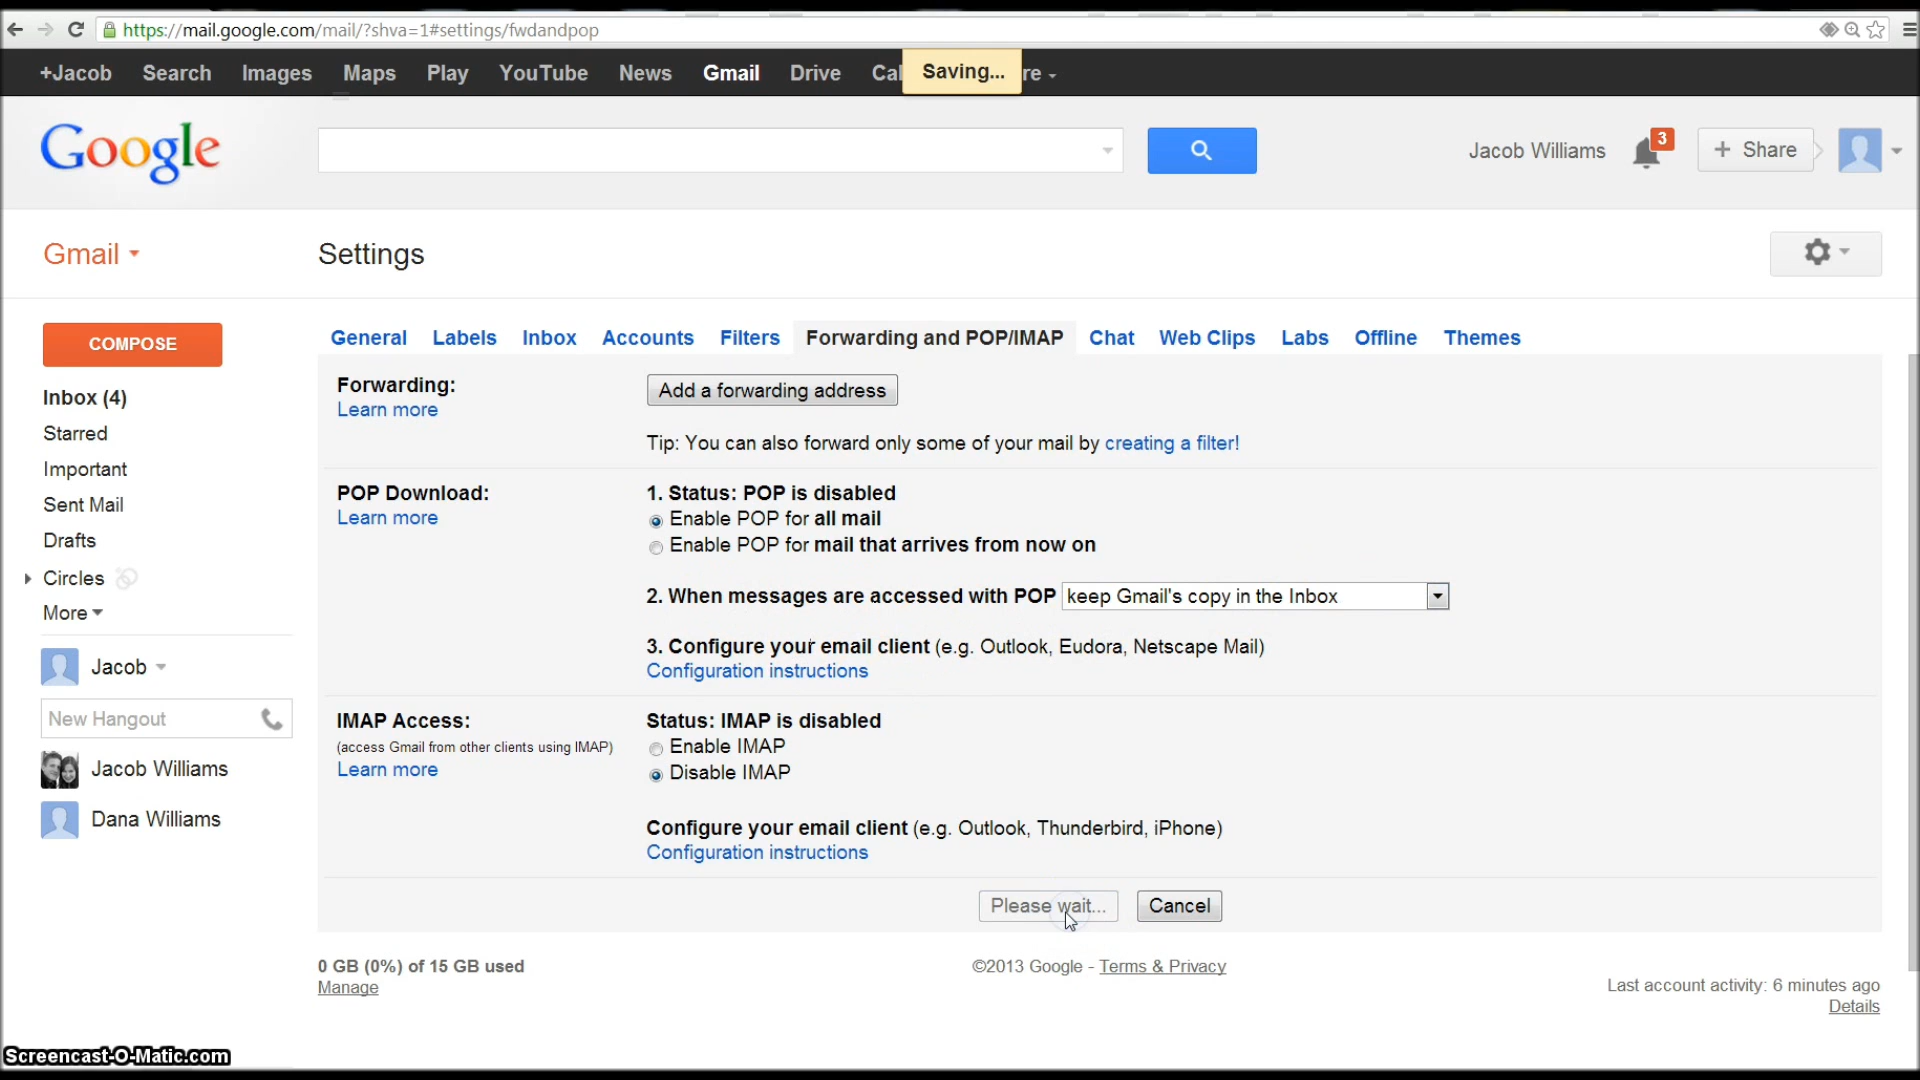 https://mail.google.com/mail/?shva=1#settings/fwdandpop
+Jacob Search Images Maps Play YouTube News Gmail Drive Cal re
Saving...
Google
Jacob Williams 3 + Share
Gmail
Settings
General Labels Inbox Accounts Filters Forwarding and POP/IMAP Chat Web Clips Labs Offline Themes
COMPOSE
Inbox (4)
Starred
Important
Sent Mail
Drafts
Circles
More
Jacob
New Hangout
Jacob Williams
Dana Williams
Forwarding:
Learn more
Add a forwarding address
Tip: You can also forward only some of your mail by creating a filter!
POP Download:
Learn more
1. Status: POP is disabled
Enable POP for all mail
Enable POP for mail that arrives from now on
2. When messages are accessed with POP keep Gmail's copy in the Inbox
3. Configure your email client (e.g. Outlook, Eudora, Netscape Mail)
Configuration instructions
IMAP Access:
(access Gmail from other clients using IMAP)
Learn more
Status: IMAP is disabled
Enable IMAP
Disable IMAP
Configure your email client (e.g. Outlook, Thunderbird, iPhone)
Configuration instructions
Please wait... Cancel
0 GB (0%) of 15 GB used
Manage
©2013 Google - Terms & Privacy
Last account activity: 6 minutes ago
Details
Screencast-O-Matic.com